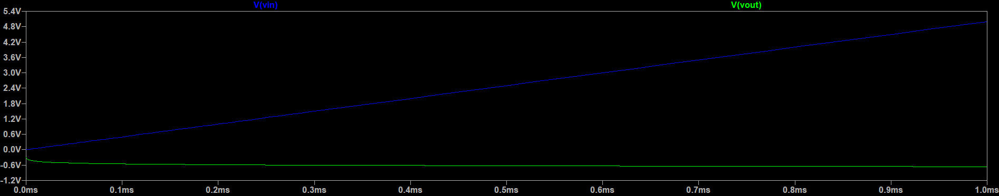 V(vin) V(vout)
5.4V
4.8V
4.2V
3.6V
3.0V
2.4V
1.8V
1.2V
0.6V
0.0V
-0.6V
-1.2V
0.0ms 0.1ms 0.2ms 0.3ms 0.4ms 0.5ms 0.6ms 0.7ms 0.8ms 0.9ms 1.0ms